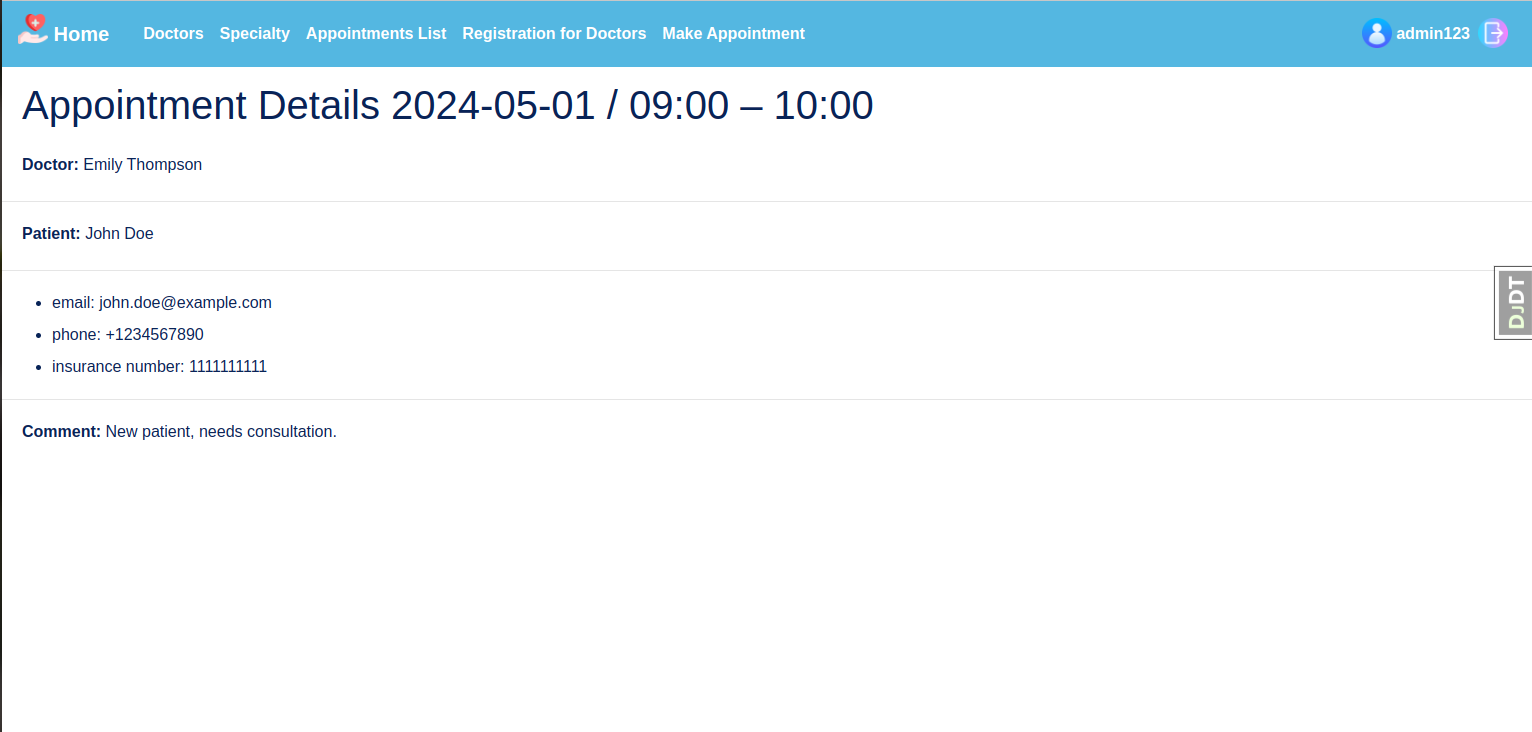 Home Doctors Specialty Appointments List Registration for Doctors Make Appointment admin123
Appointment Details 2024-05-01 / 09:00 – 10:00
Doctor: Emily Thompson
Patient: John Doe
email: john.doe@example.com
DJDT
phone: +1234567890
insurance number: 1111111111
Comment: New patient, needs consultation.